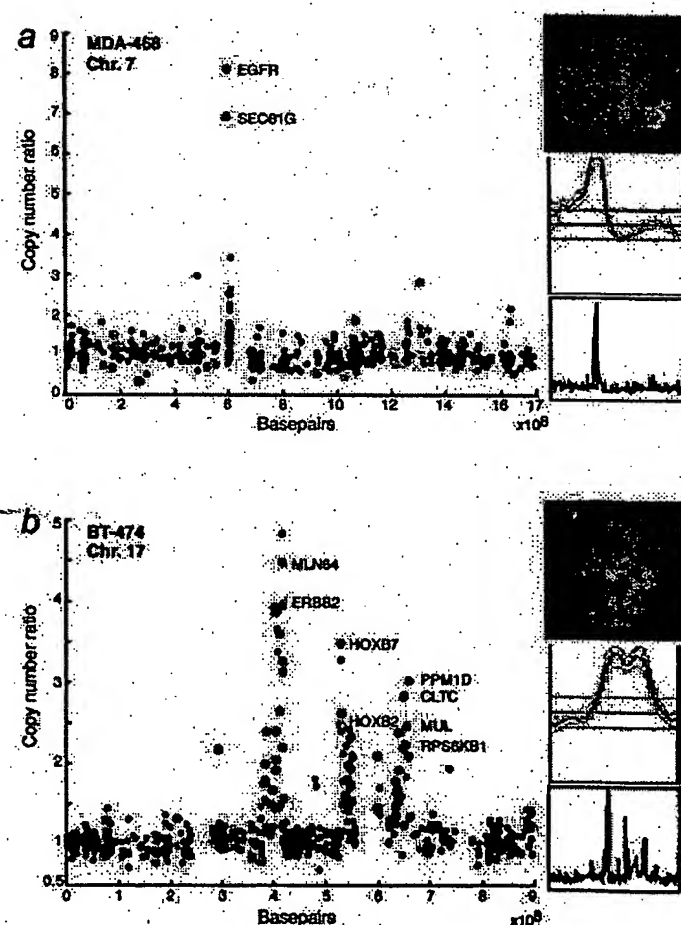 a
MDA-468
Chr. 7
Copy number ratio
9
8
7
6
5
4
3
2
1
0
EGFR
SEC61G
0 2 4 6 8 10 12 14 16 17
Basepairs
x10⁸
b
BT-474
Chr. 17
Copy number ratio
5
4
3
2
1
0.5
MLN64
ERBB2
HOXB7
PPM1D
CLTC
HOXB2
MUL
RPS6KB1
0 1 2 3 4 5 6 7 8 9
Basepairs
x10⁸